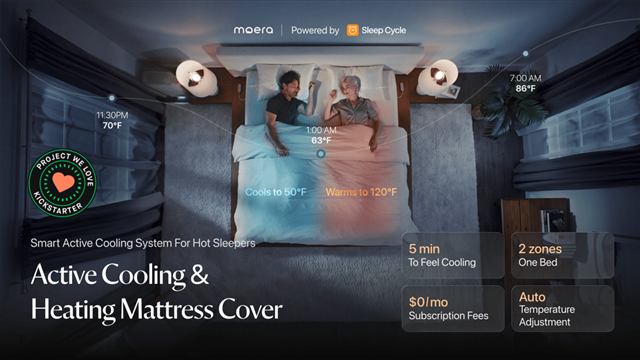 moera
Powered by Sleep Cycle
7:00 AM
86°F
11:30PM
70°F
1:00 AM
63°F
PROJECT WE LOVE
KICKSTARTER
Cools to 50°F
Warms to 120°F
Smart Active Cooling System For Hot Sleepers
Active Cooling &
Heating Mattress Cover
5 min
To Feel Cooling
2 zones
One Bed
$0/mo
Subscription Fees
Auto
Temperature
Adjustment